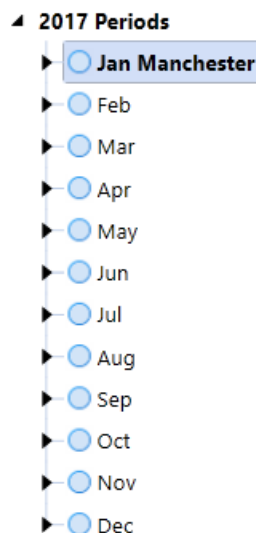 2017 Periods
Jan Manchester
Feb
Mar
Apr
May
Jun
Jul
Aug
Sep
Oct
Nov
Dec